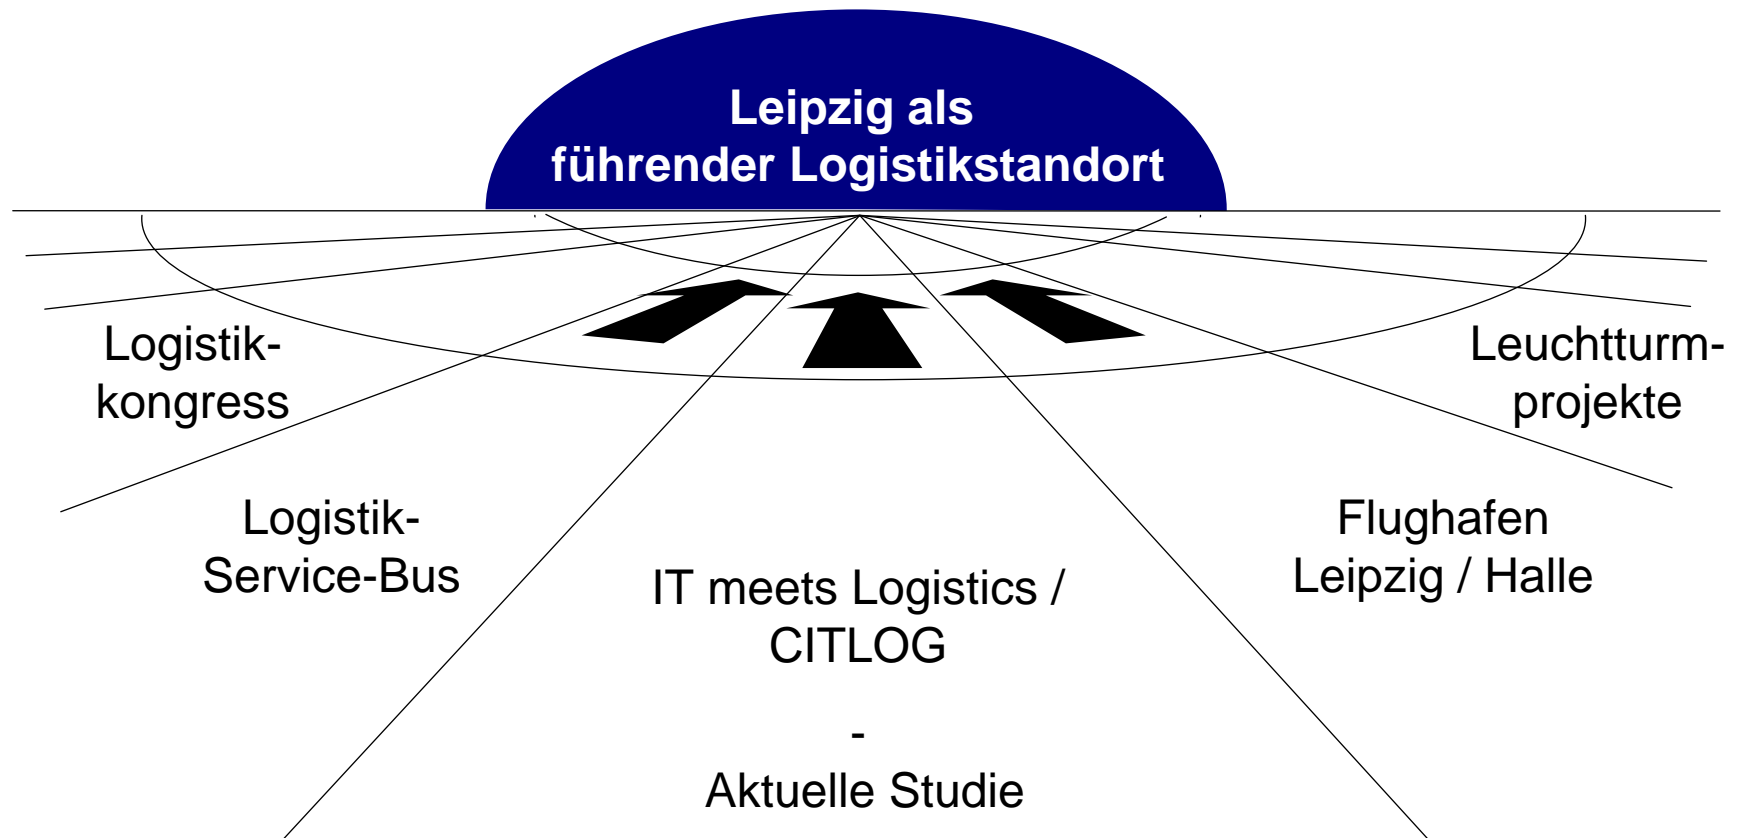 Leipzig als
führender Logistikstandort
Logistik-
kongress
Logistik-
Service-Bus
IT meets Logistics /
CITLOG
-
Aktuelle Studie
Flughafen
Leipzig / Halle
Leuchtturm-
projekte